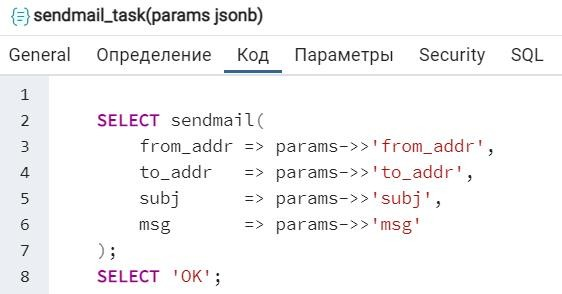 sendmail_task(params jsonb)
General Определение Код Параметры Security SQL
1
2 SELECT sendmail(
3 from_addr => params->>'from_addr',
4 to_addr => params->>'to_addr',
5 subj => params->>'subj',
6 msg => params->>'msg'
7 );
8 SELECT 'OK';